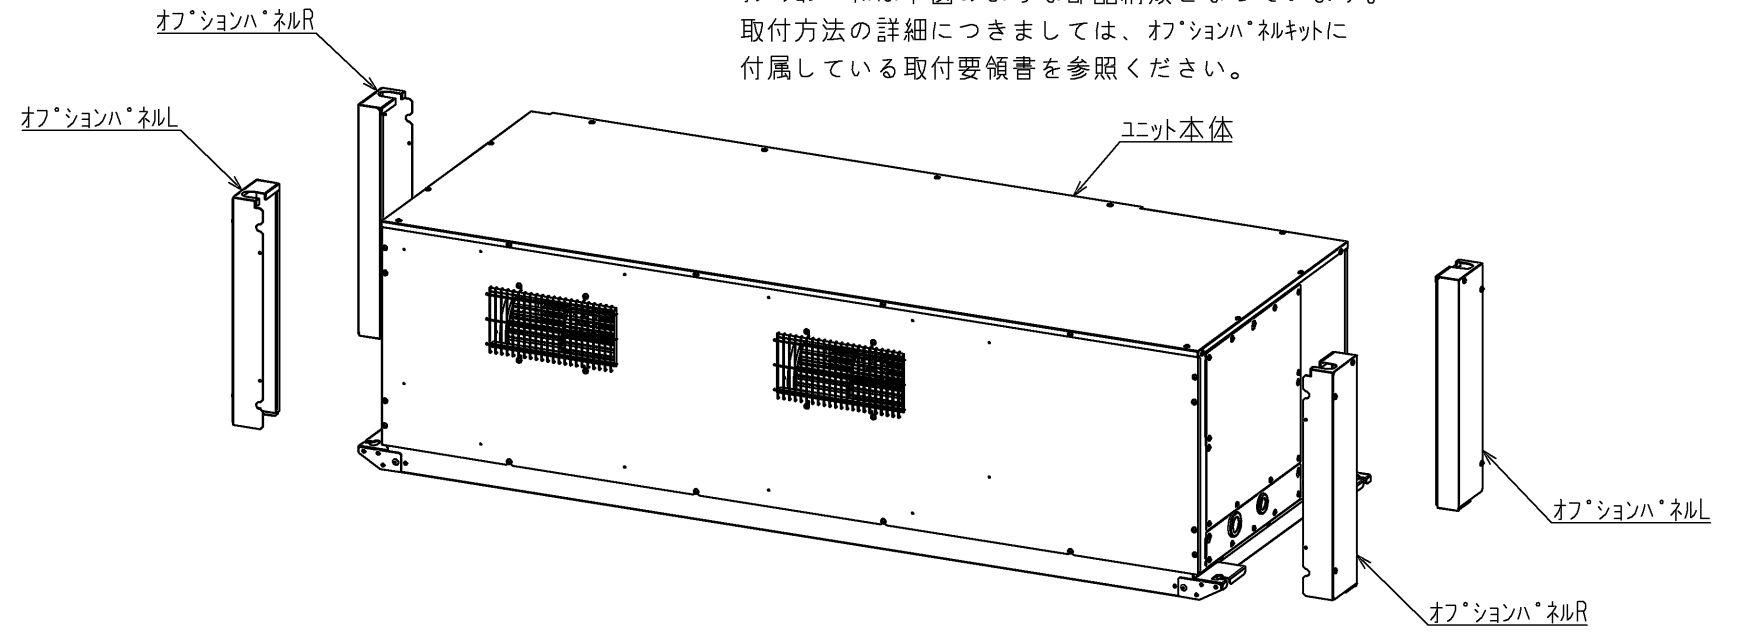 取付方法の詳細につきましては、ｵﾌﾟｼｮﾝﾊﾟﾈﾙｷｯﾄに
付属している取付要領書を参照ください。
ｵﾌﾟｼｮﾝﾊﾟﾈﾙR
ｵﾌﾟｼｮﾝﾊﾟﾈﾙL
ﾕﾆｯﾄ本体
ｵﾌﾟｼｮﾝﾊﾟﾈﾙL
ｵﾌﾟｼｮﾝﾊﾟﾈﾙR